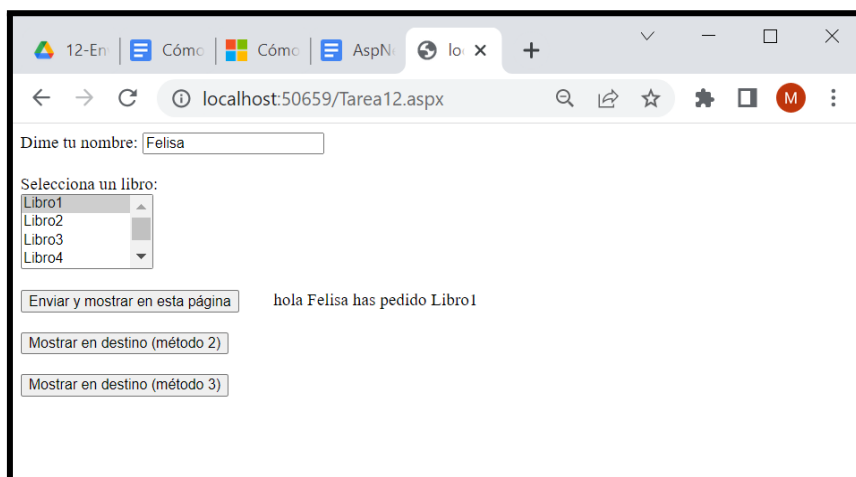 12-En Cómo Cómo AspN lo
localhost:50659/Tarea12.aspx M
Dime tu nombre: Felisa
Selecciona un libro:
Libro1
Libro2
Libro3
Libro4
Enviar y mostrar en esta página hola Felisa has pedido Libro1
Mostrar en destino (método 2)
Mostrar en destino (método 3)